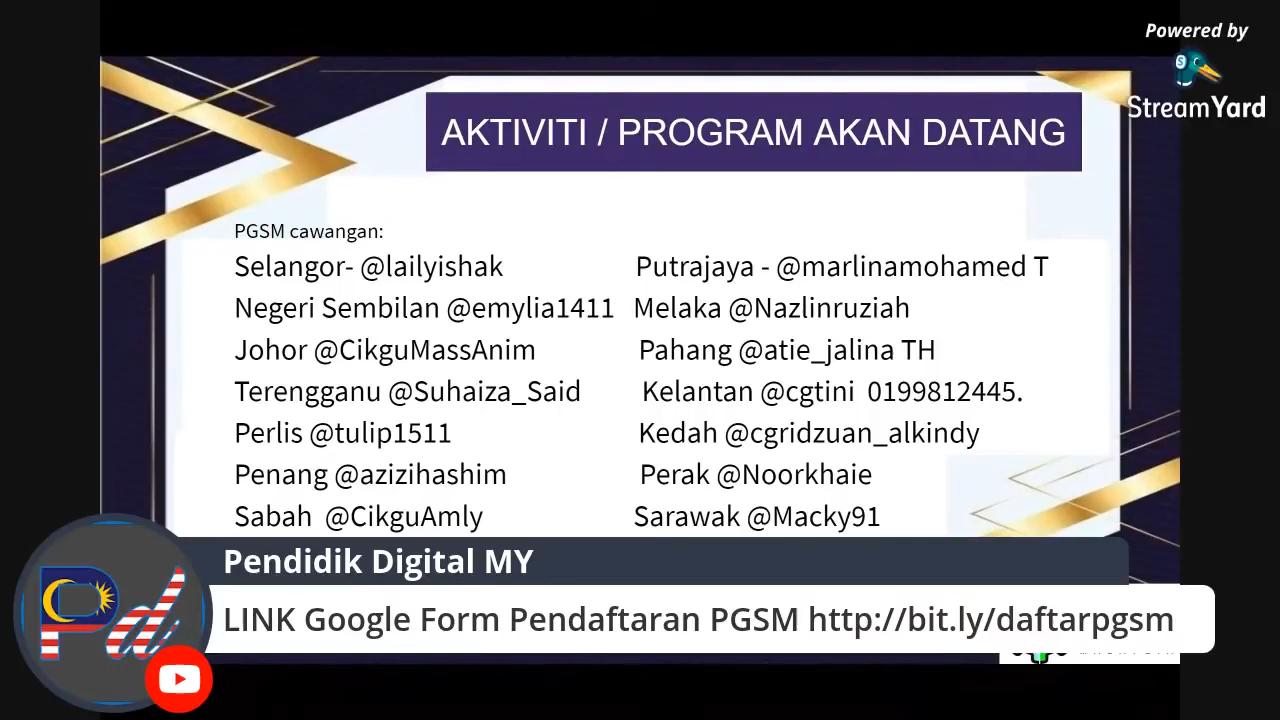 Powered by
StreamYard
AKTIVITI / PROGRAM AKAN DATANG
PGSM cawangan:
Selangor- @lailyishak Putrajaya - @marlinamohamed T
Negeri Sembilan @emylia1411 Melaka @Nazlinruziah
Johor @CikguMassAnim Pahang @atie_jalina TH
Terengganu @Suhaiza_Said Kelantan @cgtini 0199812445.
Perlis @tulip1511 Kedah @cgridzuan_alkindy
Penang @azizihashim Perak @Noorkhaie
Sabah @CikguAmly Sarawak @Macky91
Pendidik Digital MY
LINK Google Form Pendaftaran PGSM http://bit.ly/daftarpgsm
Pd